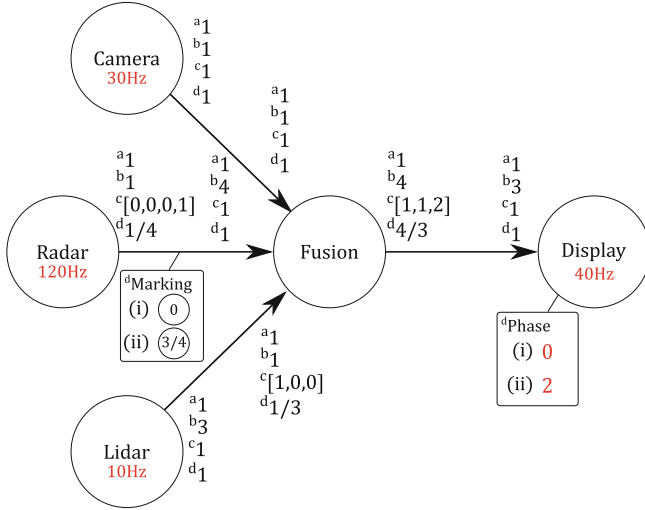 Camera
30Hz
a1
b1
c1
d1
a1
b1
c1
d1
a1
b1
c[0,0,0,1]
d1/4
a1
b4
c1
d1
Radar
120Hz
dMarking
(i) 0
(ii) 3/4
Fusion
a1
b4
c[1,1,2]
d4/3
a1
b3
c1
d1
Display
40Hz
dPhase
(i) 0
(ii) 2
a1
b1
c[1,0,0]
d1/3
a1
b3
c1
d1
Lidar
10Hz